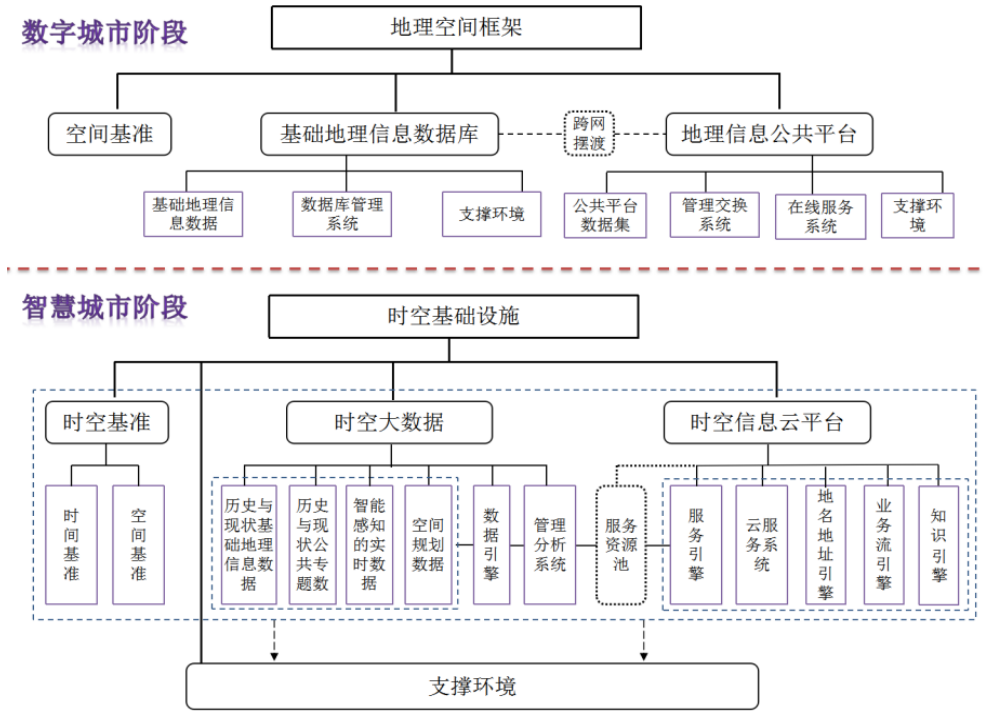 数字城市阶段
地理空间框架
空间基准
基础地理信息数据库
跨网
摆渡
地理信息公共平台
基础地理信
息数据
数据库管理
系统
支撑环境
公共平台
数据集
管理交换
系统
在线服务
系统
支撑环
境
智慧城市阶段
时空基础设施
时空基准
时空大数据
时空信息云平台
时间基准
空间基准
历史与
现状基
础地理
信息数
据
历史
与现
状公
共专
题数
智能
感知
的实
时数
据
空间
规划
数据
数据引擎
管理
分析
系统
服务
资源
池
服务引擎
云服
务系
统
地名地址引擎
业务流引擎
知识引擎
支撑环境